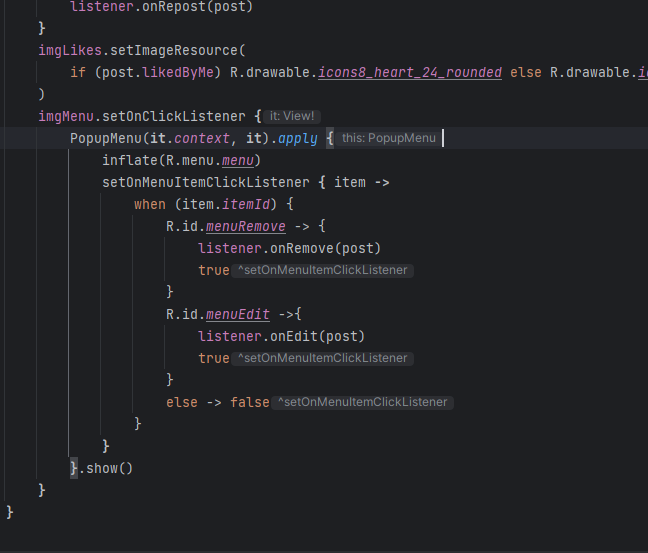 listener.onRepost(post)
}
imgLikes.setImageResource(
if (post.likedByMe) R.drawable.icons8_heart_24_rounded else R.drawable.ic
)
imgMenu.setOnClickListener { it: View!
PopupMenu(it.context, it).apply { this: PopupMenu
inflate(R.menu.menu)
setOnMenuItemClickListener { item ->
when (item.itemId) {
R.id.menuRemove -> {
listener.onRemove(post)
true ^setOnMenuItemClickListener
}
R.id.menuEdit ->{
listener.onEdit(post)
true ^setOnMenuItemClickListener
}
else -> false ^setOnMenuItemClickListener
}
}
}.show()
}
}